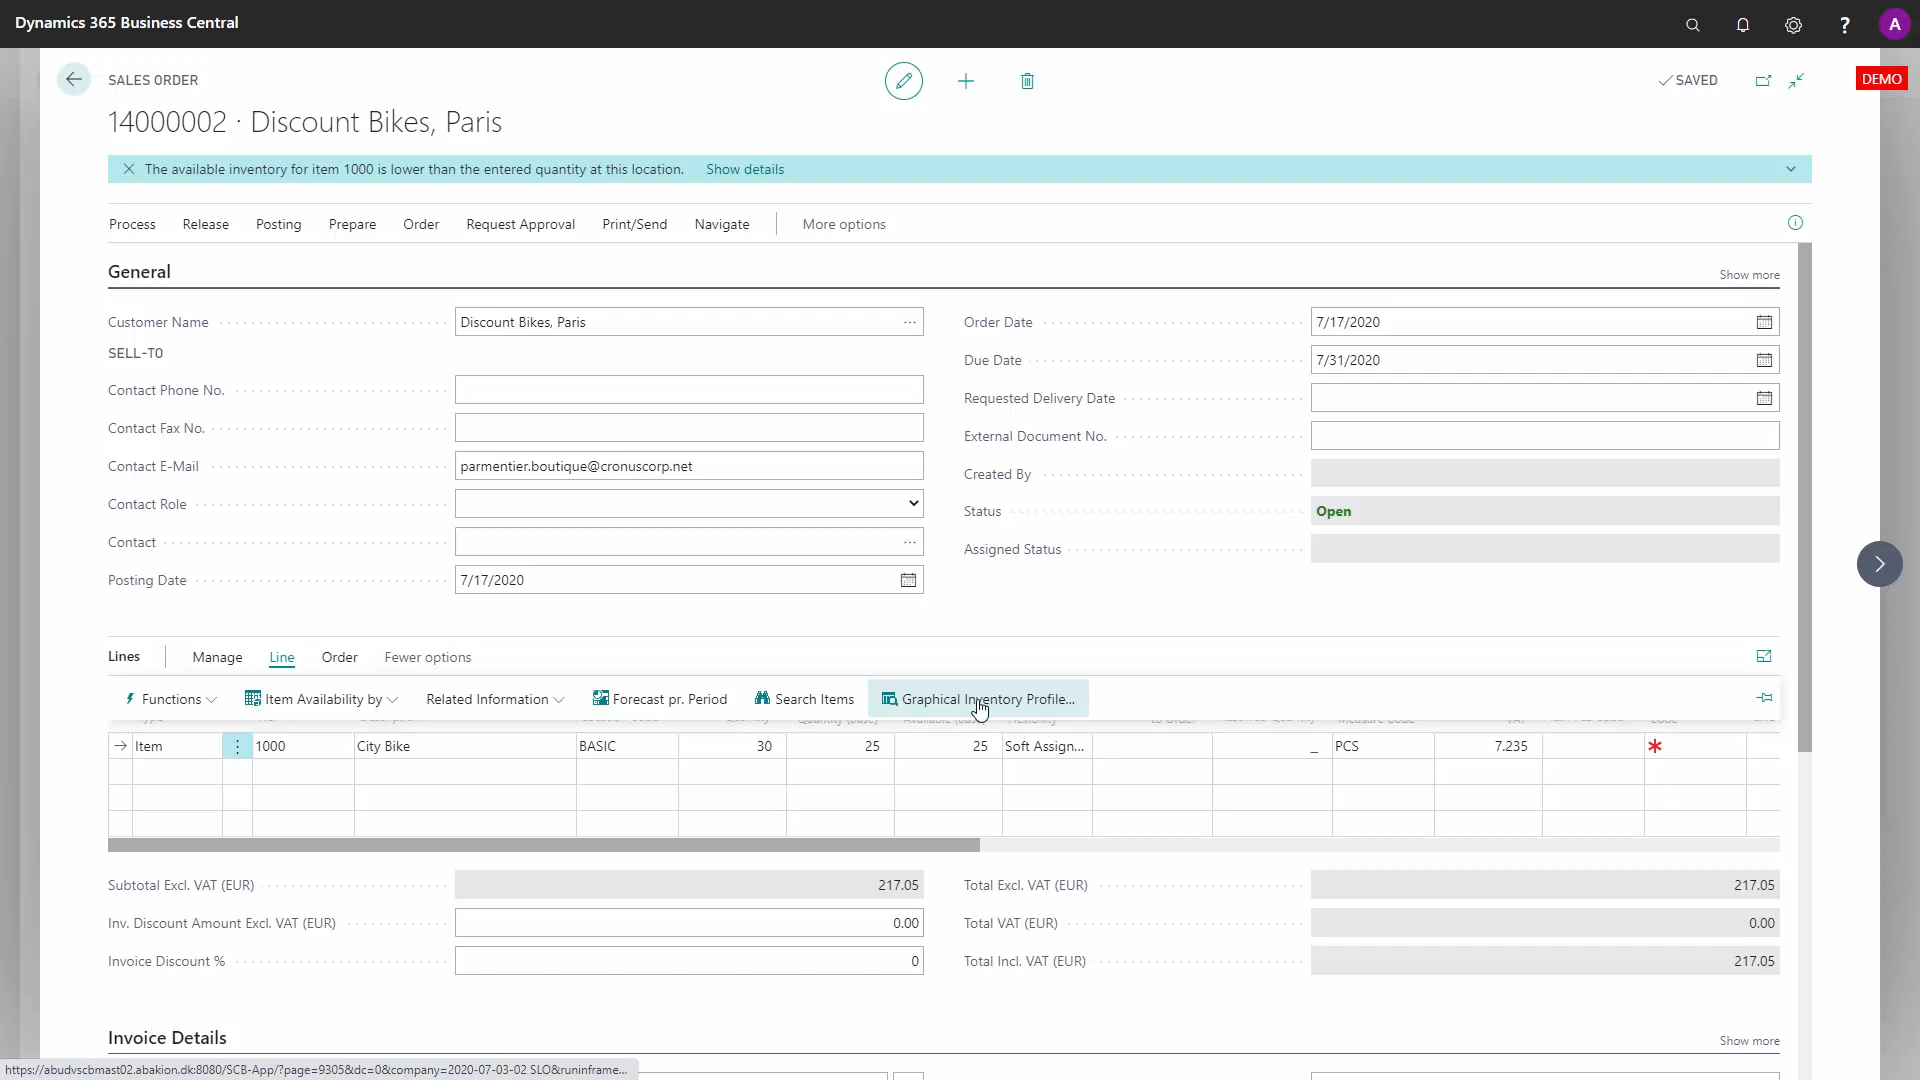 Dynamics 365 Business Central
?
A
SALES ORDER
SAVED
DEMO
14000002 · Discount Bikes, Paris
The available inventory for item 1000 is lower than the entered quantity at this location. Show details
Process Release Posting Prepare Order Request Approval Print/Send Navigate More options
General
Show more
Customer Name Discount Bikes, Paris
SELL-TO
Contact Phone No.
Contact Fax No.
Contact E-Mail parmentier.boutique@cronuscorp.net
Contact Role
Contact
Posting Date 7/17/2020
Order Date 7/17/2020
Due Date 7/31/2020
Requested Delivery Date
External Document No.
Created By
Status Open
Assigned Status
Lines Manage Line Order Fewer options
Functions Item Availability by Related Information Forecast pr. Period Search Items Graphical Inventory Profile...
Item 1000 City Bike BASIC 30 25 25 Soft Assign... _ PCS 7.235 *
Subtotal Excl. VAT (EUR) 217.05
Inv. Discount Amount Excl. VAT (EUR) 0.00
Invoice Discount % 0
Total Excl. VAT (EUR) 217.05
Total VAT (EUR) 0.00
Total Incl. VAT (EUR) 217.05
Invoice Details
Show more
https://abudvscbmast02.abakion.dk:8080/SCB-App/?page=9305&dc=0&company=2020-07-03-02 SLO&runinframe...